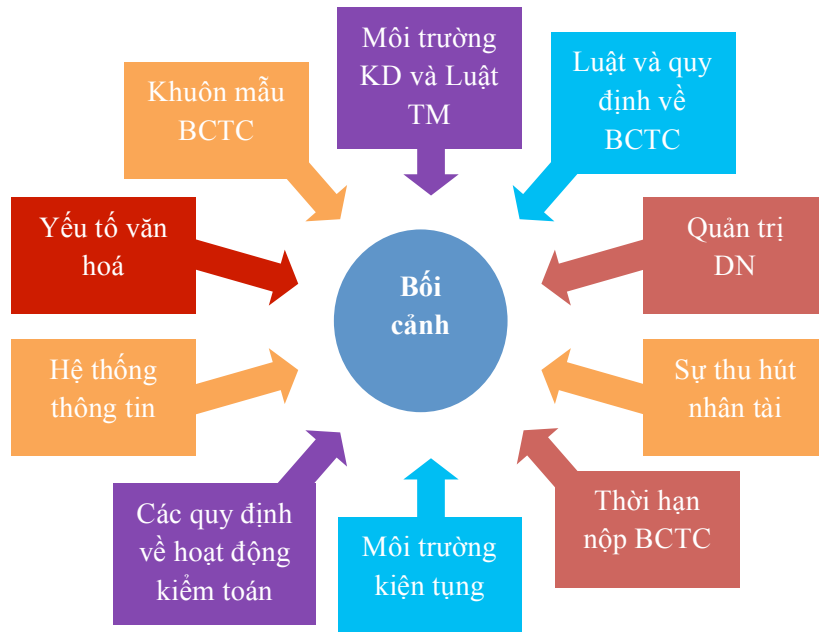 Môi trường
KD và Luật
TM
Luật và quy
định về
BCTC
Khuôn mẫu
BCTC
Yếu tố văn
hoá
Quản trị
DN
Bối
cảnh
Hệ thống
thông tin
Sự thu hút
nhân tài
Các quy định
về hoạt động
kiểm toán
Môi trường
kiện tụng
Thời hạn
nộp BCTC